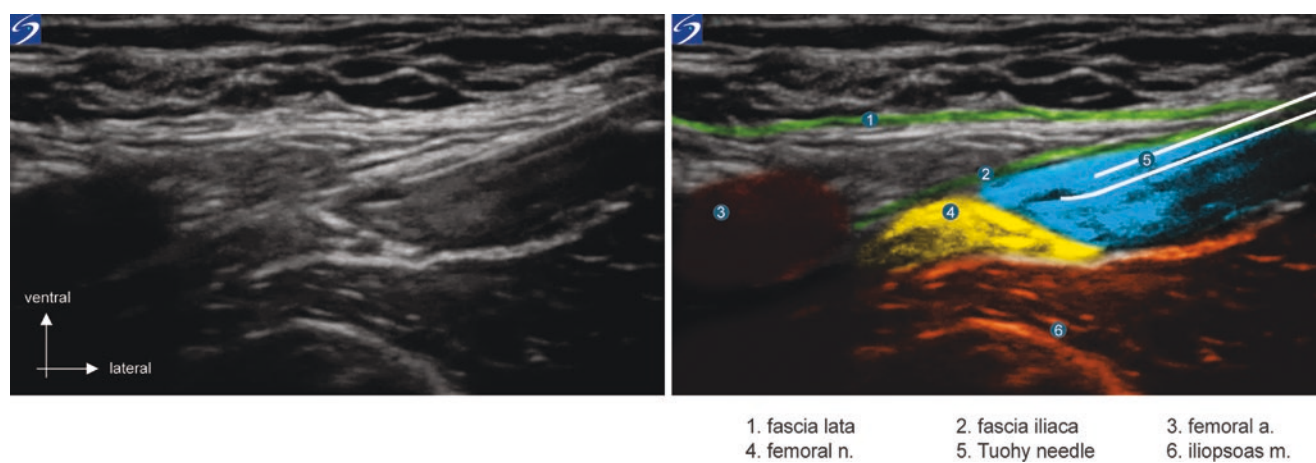 ventral
lateral
1
2
3
4
5
6
1. fascia lata 2. fascia iliaca 3. femoral a.
4. femoral n. 5. Tuohy needle 6. iliopsoas m.